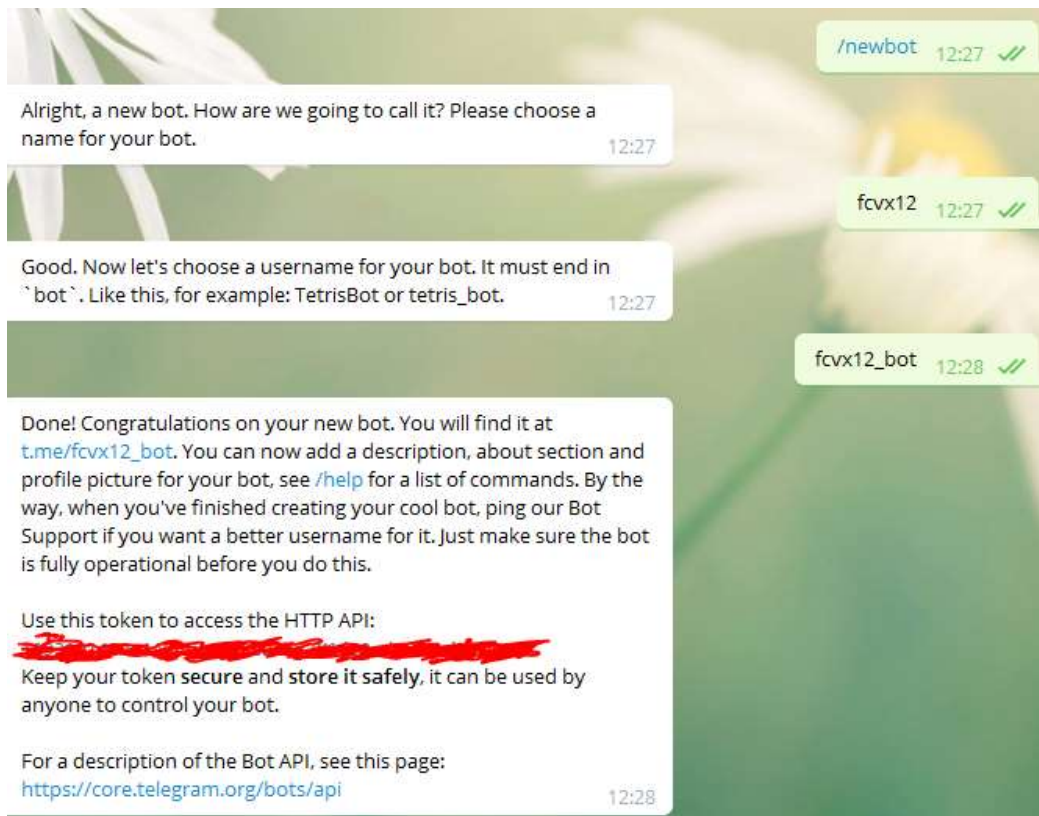 /newbot 12:27
Alright, a new bot. How are we going to call it? Please choose a
name for your bot. 12:27
fcvx12 12:27
Good. Now let's choose a username for your bot. It must end in
`bot`. Like this, for example: TetrisBot or tetris_bot. 12:27
fcvx12_bot 12:28
Done! Congratulations on your new bot. You will find it at
t.me/fcvx12_bot. You can now add a description, about section and
profile picture for your bot, see /help for a list of commands. By the
way, when you've finished creating your cool bot, ping our Bot
Support if you want a better username for it. Just make sure the bot
is fully operational before you do this.
Use this token to access the HTTP API:
Keep your token secure and store it safely, it can be used by
anyone to control your bot.
For a description of the Bot API, see this page:
https://core.telegram.org/bots/api 12:28